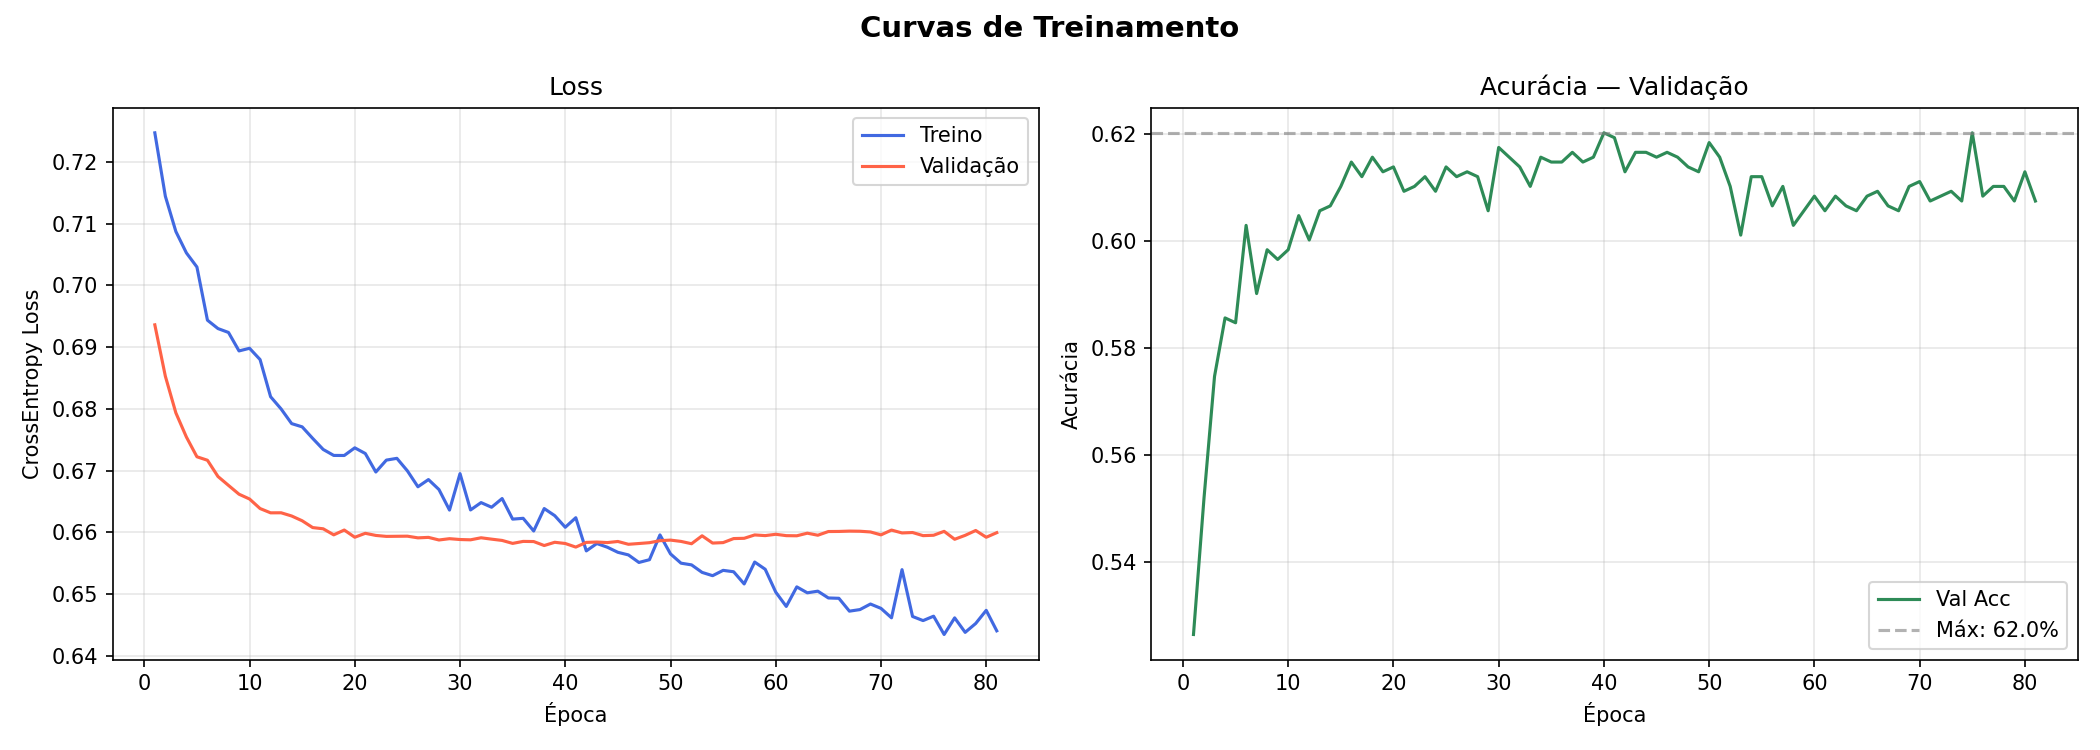 Curvas de Treinamento
Loss
CrossEntropy Loss
0.72
0.71
0.70
0.69
0.68
0.67
0.66
0.65
0.64
Treino
Validação
0 10 20 30 40 50 60 70 80
Época
Acurácia — Validação
Acurácia
0.62
0.60
0.58
0.56
0.54
Val Acc
Máx: 62.0%
0 10 20 30 40 50 60 70 80
Época